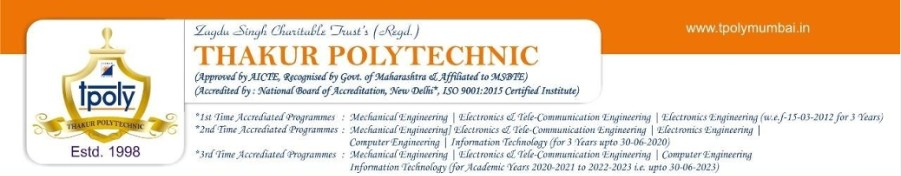 www.tpolymumbai.in
Zagdu Singh Charitable Trust's (Regd.)
THAKUR POLYTECHNIC
(Approved by AICTE, Recognised by Govt. of Maharashtra & Affiliated to MSBTE)
(Accredited by : National Board of Accreditation, New Delhi*, ISO 9001:2015 Certified Institute)
tpoly
THAKUR POLYTECHNIC
Estd. 1998
*1st Time Accrediated Programmes : Mechanical Engineering | Electronics & Tele-Communication Engineering | Electronics Engineering (w.e.f-15-03-2012 for 3 Years)
*2nd Time Accrediated Programmes : Mechanical Engineering] Electronics & Tele-Communication Engineering | Electronics Engineering |
Computer Engineering | Information Technology (for 3 Years upto 30-06-2020)
*3rd Time Accrediated Programmes : Mechanical Engineering | Electronics & Tele-Communication Engineering | Computer Engineering
Information Technology (for Academic Years 2020-2021 to 2022-2023 i.e. upto 30-06-2023)